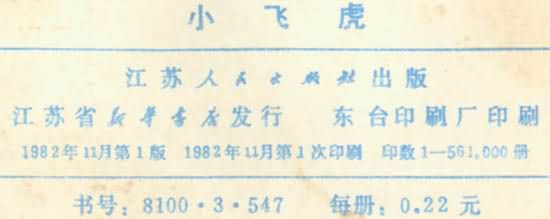 小飞虎
江苏人民出版社出版
江苏省新华书店发行 东台印刷厂印刷
1982年11月第1版 1982年11月第1次印刷 印数1—561,000册
书号：8100·3·547 每册：0.22元